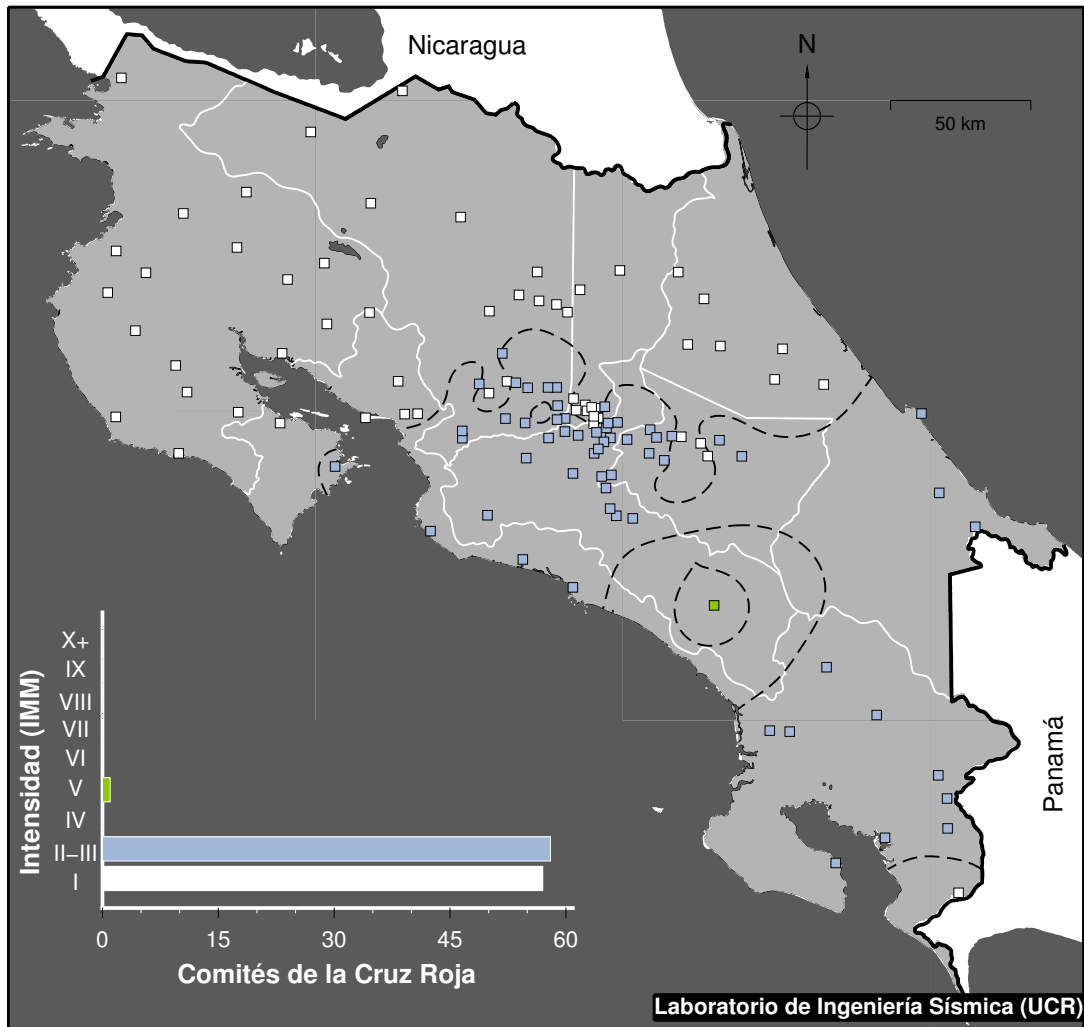 Nicaragua
N
50 km
Panamá
Intensidad (IMM)
X+
IX
VIII
VII
VI
V
IV
II–III
I
0 15 30 45 60
Comités de la Cruz Roja
Laboratorio de Ingeniería Sísmica (UCR)